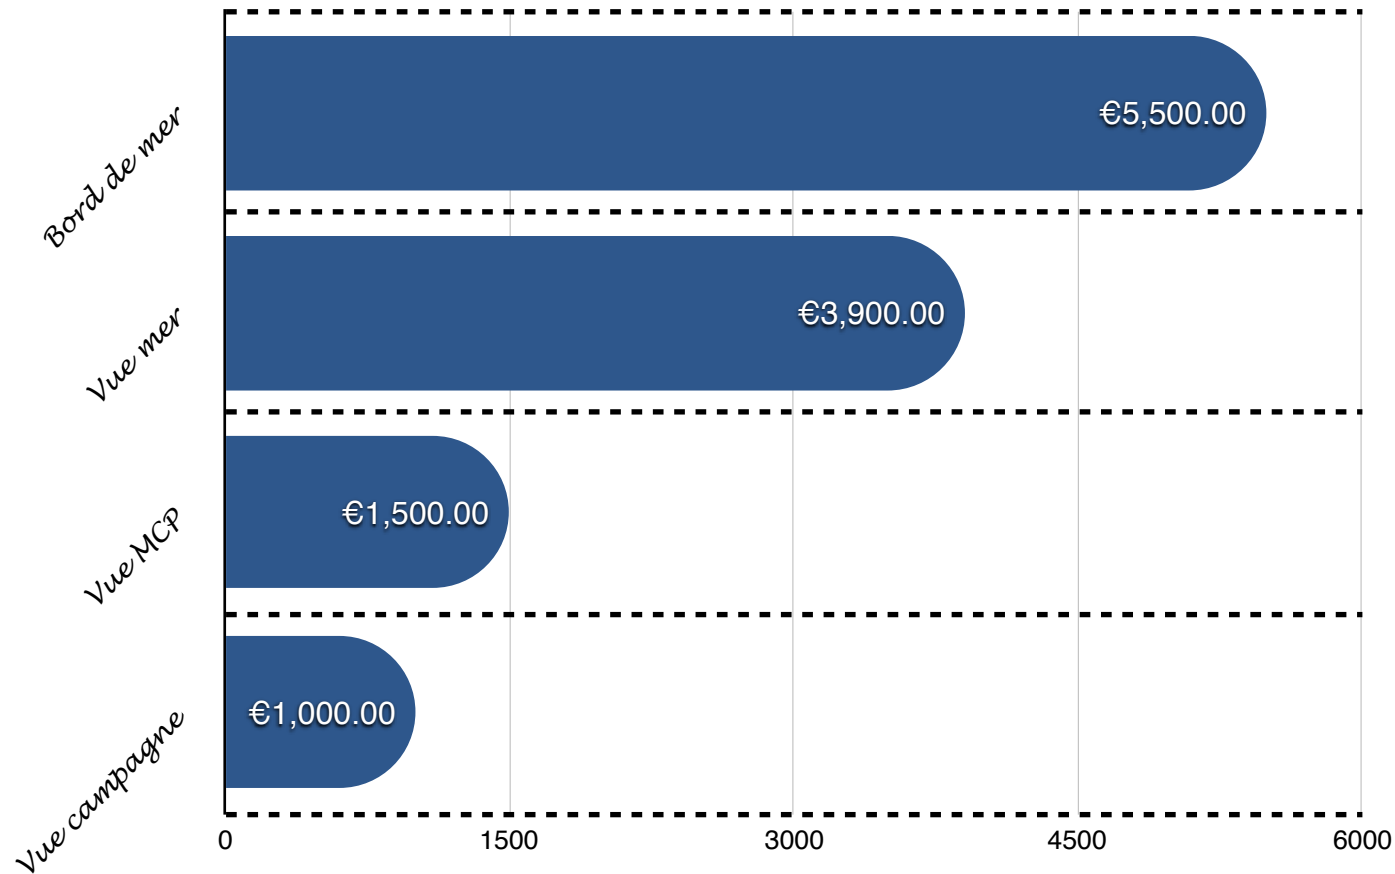 Bord de mer
€5,500.00
Vue mer
€3,900.00
Vue MCP
€1,500.00
Vue campagne
€1,000.00
0 1500 3000 4500 6000